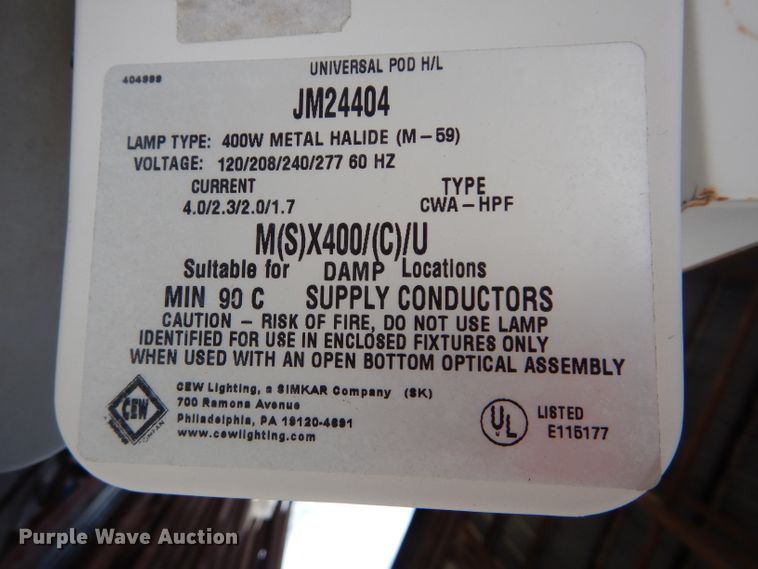 UNIVERSAL POD H/L
404999
JM24404
LAMP TYPE: 400W METAL HALIDE (M-59)
VOLTAGE: 120/208/240/277 60 HZ
CURRENT TYPE
4.0/2.3/2.0/1.7 CWA-HPF
M(S)X400/(C)/U
Suitable for DAMP Locations
MIN 90 C SUPPLY CONDUCTORS
CAUTION - RISK OF FIRE, DO NOT USE LAMP
IDENTIFIED FOR USE IN ENCLOSED FIXTURES ONLY
WHEN USED WITH AN OPEN BOTTOM OPTICAL ASSEMBLY
CEW
CEW Lighting, a SIMKAR Company (SK)
700 Ramona Avenue
Philadelphia, PA 19120-4691
www.cewlighting.com
UL
LISTED
E115177
Purple Wave Auction